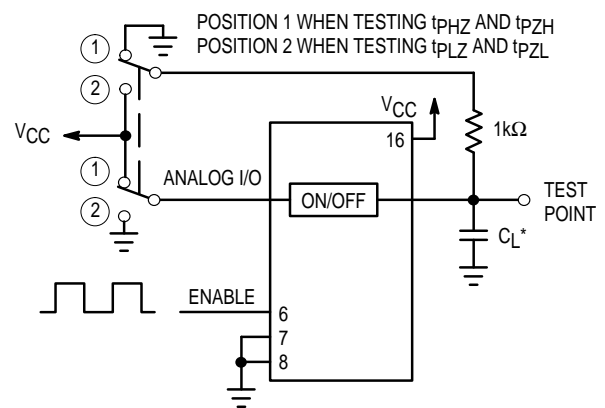 POSITION 1 WHEN TESTING tPHZ AND tPZH
POSITION 2 WHEN TESTING tPLZ AND tPZL
1
2
VCC
1
2
ANALOG I/O
VCC
16
1kΩ
ON/OFF
TEST
POINT
CL*
ENABLE
6
7
8